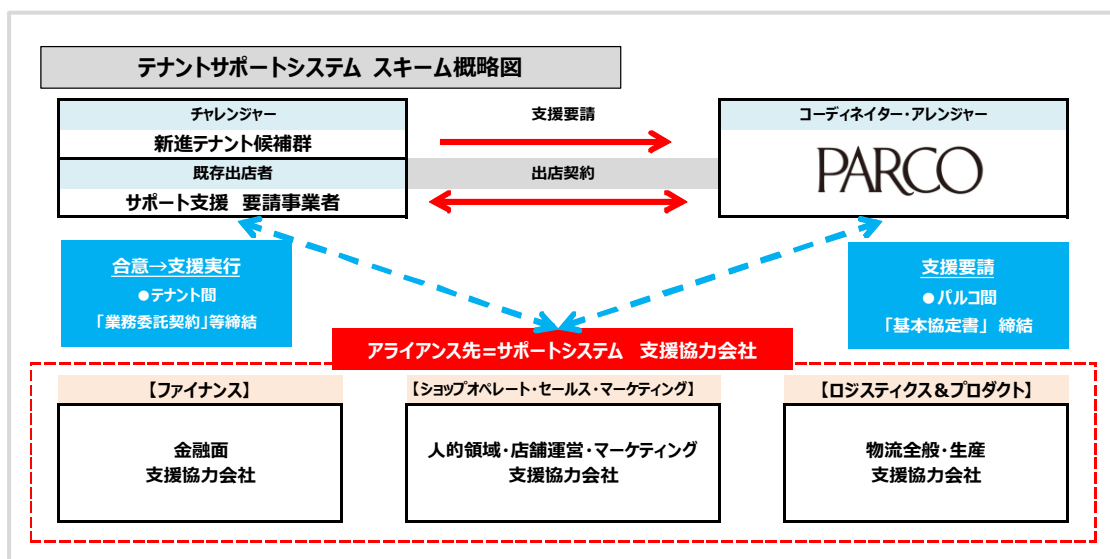 テナントサポートシステム スキーム概略図
チャレンジャー
新進テナント候補群
既存出店者
サポート支援 要請事業者
支援要請
出店契約
コーディネイター・アレンジャー
PARCO
合意→支援実行
●テナント間
「業務委託契約」等締結
支援要請
●パルコ間
「基本協定書」 締結
アライアンス先=サポートシステム 支援協力会社
【ファイナンス】
金融面
支援協力会社
【ショップオペレート・セールス・マーケティング】
人的領域・店舗運営・マーケティング
支援協力会社
【ロジスティクス&プロダクト】
物流全般・生産
支援協力会社